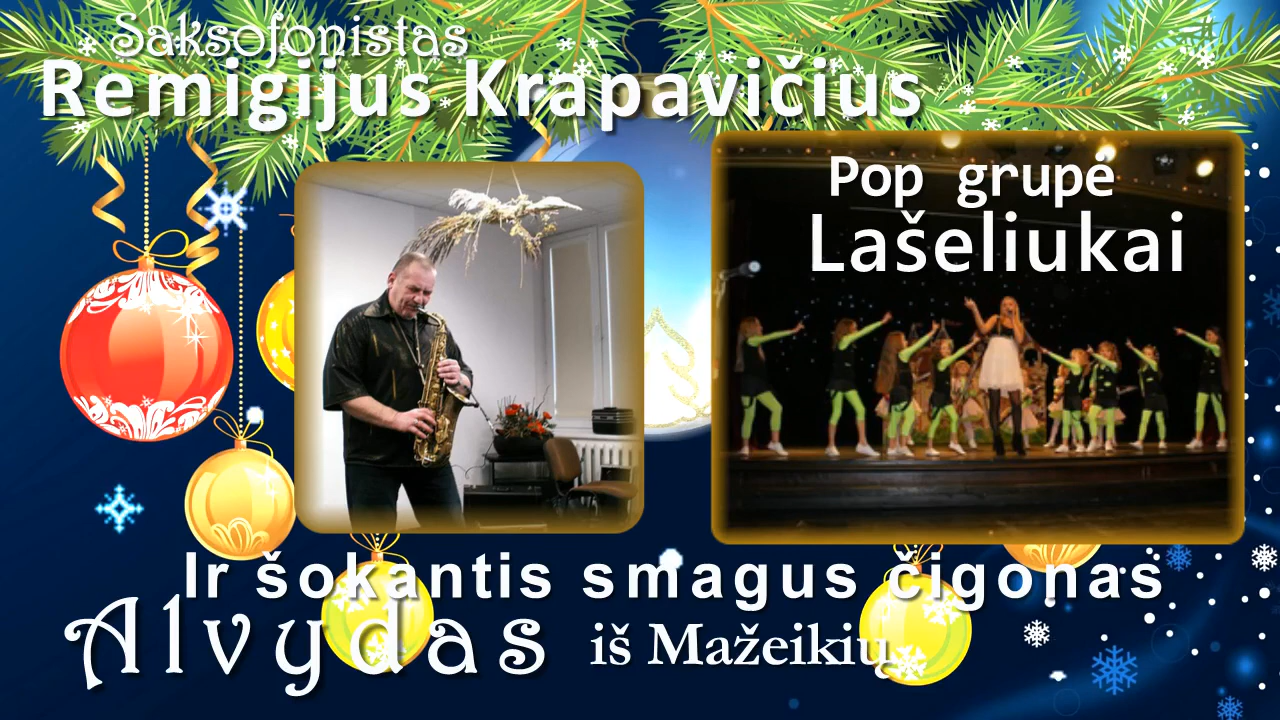 Saksofonistas
Remigijus Krapavičius
Pop grupė
Lašeliukai
Ir šokantis smagus čigonas
Alvydas iš Mažeikių